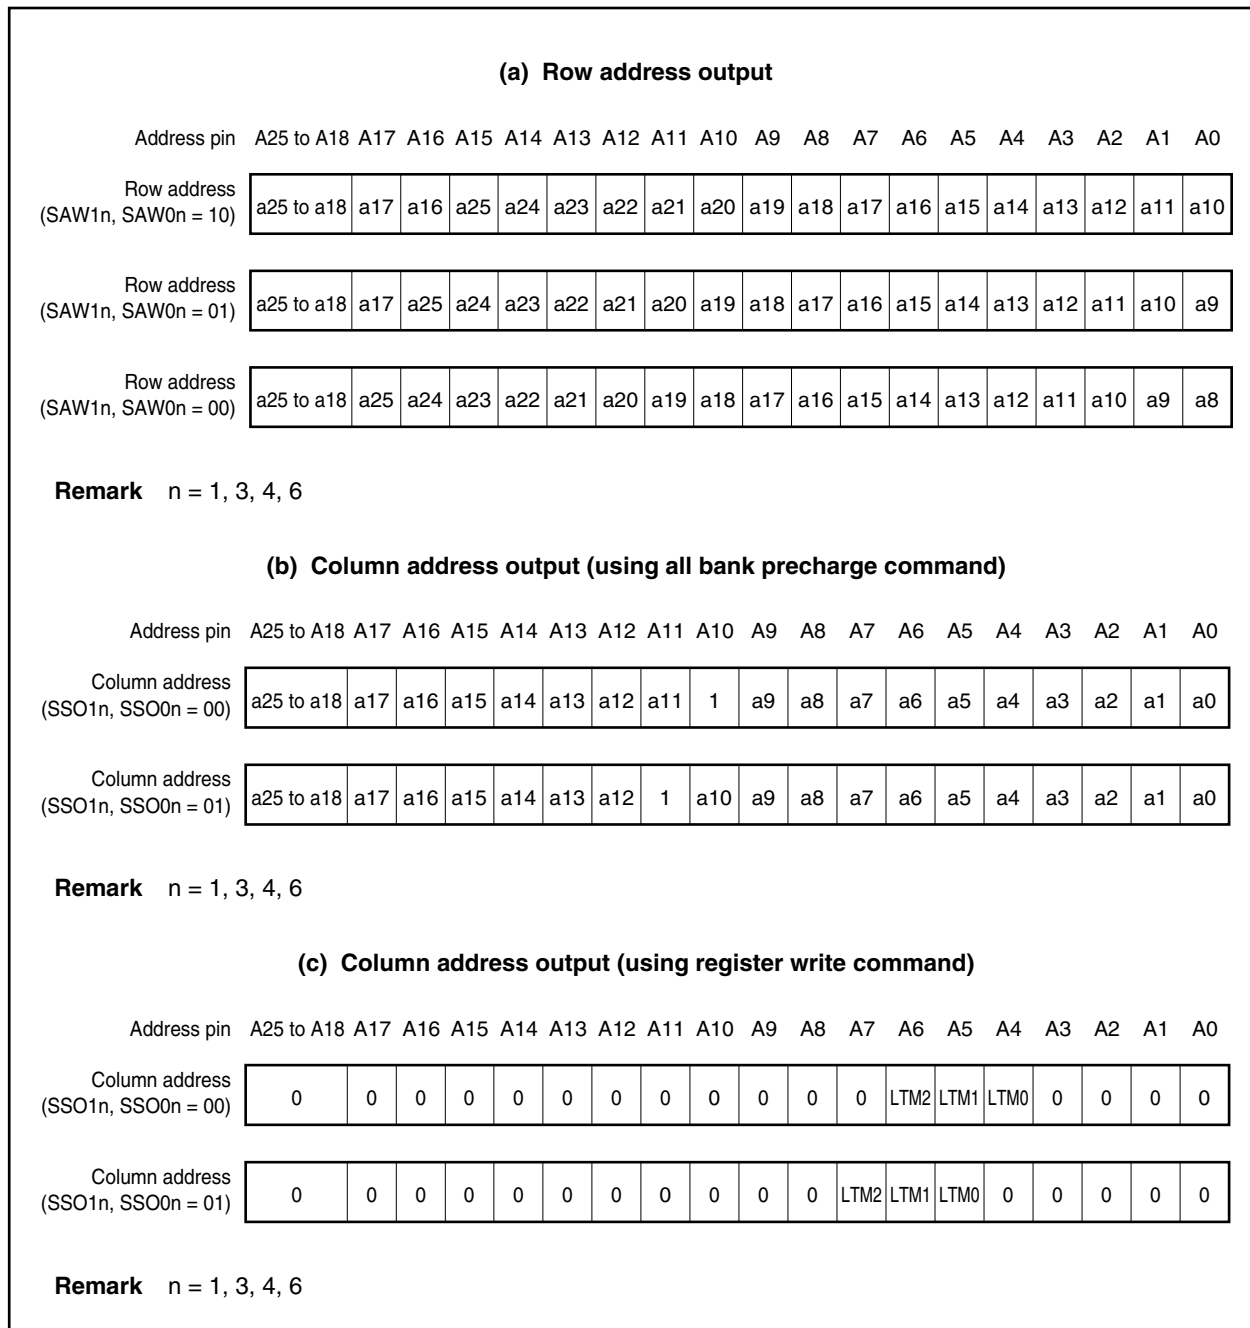 (a) Row address output
Address pin A25 to A18 A17 A16 A15 A14 A13 A12 A11 A10 A9 A8 A7 A6 A5 A4 A3 A2 A1 A0
Row address
(SAW1n, SAW0n = 10)
a25 to a18 a17 a16 a25 a24 a23 a22 a21 a20 a19 a18 a17 a16 a15 a14 a13 a12 a11 a10
Row address
(SAW1n, SAW0n = 01)
a25 to a18 a17 a25 a24 a23 a22 a21 a20 a19 a18 a17 a16 a15 a14 a13 a12 a11 a10 a9
Row address
(SAW1n, SAW0n = 00)
a25 to a18 a25 a24 a23 a22 a21 a20 a19 a18 a17 a16 a15 a14 a13 a12 a11 a10 a9 a8
Remark n = 1, 3, 4, 6
(b) Column address output (using all bank precharge command)
Address pin A25 to A18 A17 A16 A15 A14 A13 A12 A11 A10 A9 A8 A7 A6 A5 A4 A3 A2 A1 A0
Column address
(SSO1n, SSO0n = 00)
a25 to a18 a17 a16 a15 a14 a13 a12 a11 1 a9 a8 a7 a6 a5 a4 a3 a2 a1 a0
Column address
(SSO1n, SSO0n = 01)
a25 to a18 a17 a16 a15 a14 a13 a12 1 a10 a9 a8 a7 a6 a5 a4 a3 a2 a1 a0
Remark n = 1, 3, 4, 6
(c) Column address output (using register write command)
Address pin A25 to A18 A17 A16 A15 A14 A13 A12 A11 A10 A9 A8 A7 A6 A5 A4 A3 A2 A1 A0
Column address
(SSO1n, SSO0n = 00)
0 0 0 0 0 0 0 0 0 0 0 0 LTM2 LTM1 LTM0 0 0 0 0
Column address
(SSO1n, SSO0n = 01)
0 0 0 0 0 0 0 0 0 0 0 LTM2 LTM1 LTM0 0 0 0 0 0
Remark n = 1, 3, 4, 6